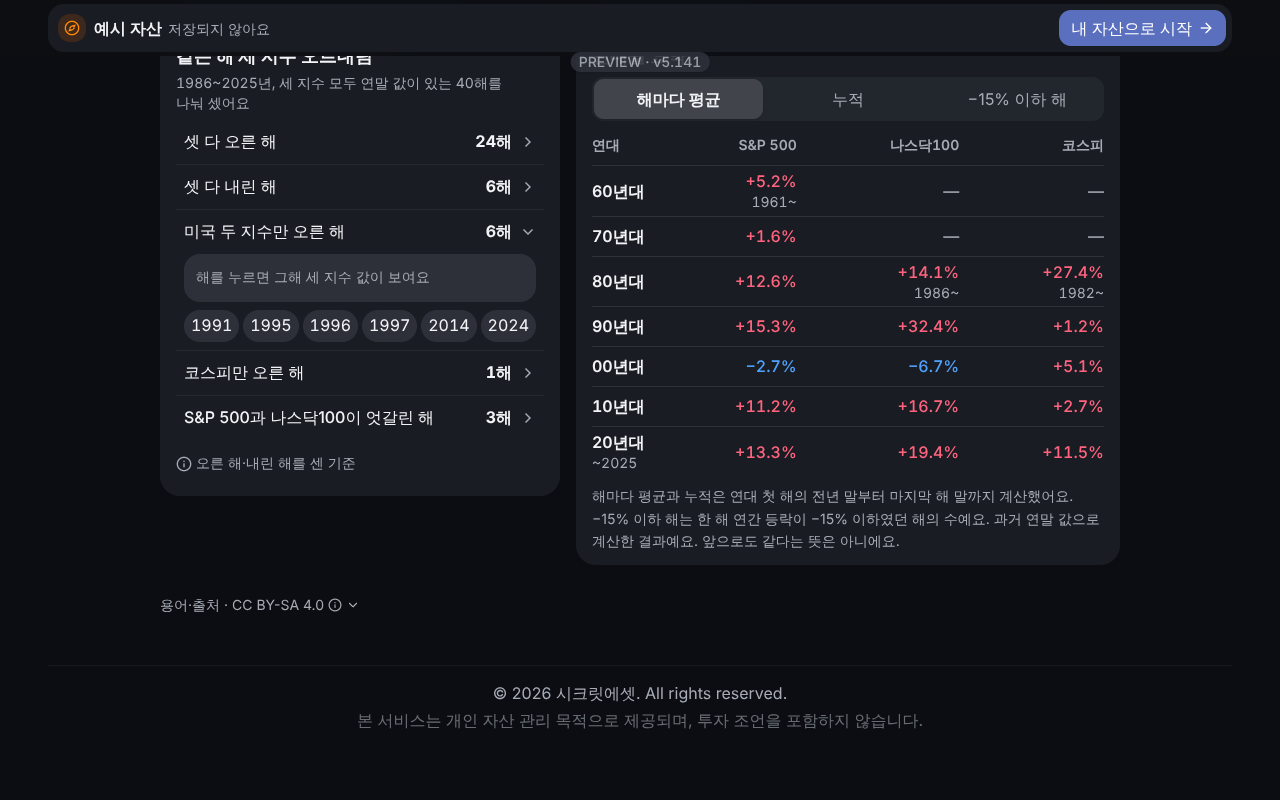 예시 자산 저장되지 않아요
내 자산으로 시작
같은 해 세 지수 오르내림
1986~2025년, 세 지수 모두 연말 값이 있는 40해를
나눠 셌어요
셋 다 오른 해 24해
셋 다 내린 해 6해
미국 두 지수만 오른 해 6해
해를 누르면 그해 세 지수 값이 보여요
1991 1995 1996 1997 2014 2024
코스피만 오른 해 1해
S&P 500과 나스닥100이 엇갈린 해 3해
오른 해·내린 해를 센 기준
PREVIEW · v5.141
해마다 평균 누적 −15% 이하 해
연대 S&P 500 나스닥100 코스피
60년대 +5.2% — —
1961~
70년대 +1.6% — —
80년대 +12.6% +14.1% +27.4%
1986~ 1982~
90년대 +15.3% +32.4% +1.2%
00년대 −2.7% −6.7% +5.1%
10년대 +11.2% +16.7% +2.7%
20년대 +13.3% +19.4% +11.5%
~2025
해마다 평균과 누적은 연대 첫 해의 전년 말부터 마지막 해 말까지 계산했어요.
−15% 이하 해는 한 해 연간 등락이 −15% 이하였던 해의 수예요. 과거 연말 값으로
계산한 결과예요. 앞으로도 같다는 뜻은 아니에요.
용어·출처 · CC BY-SA 4.0
© 2026 시크릿에셋. All rights reserved.
본 서비스는 개인 자산 관리 목적으로 제공되며, 투자 조언을 포함하지 않습니다.